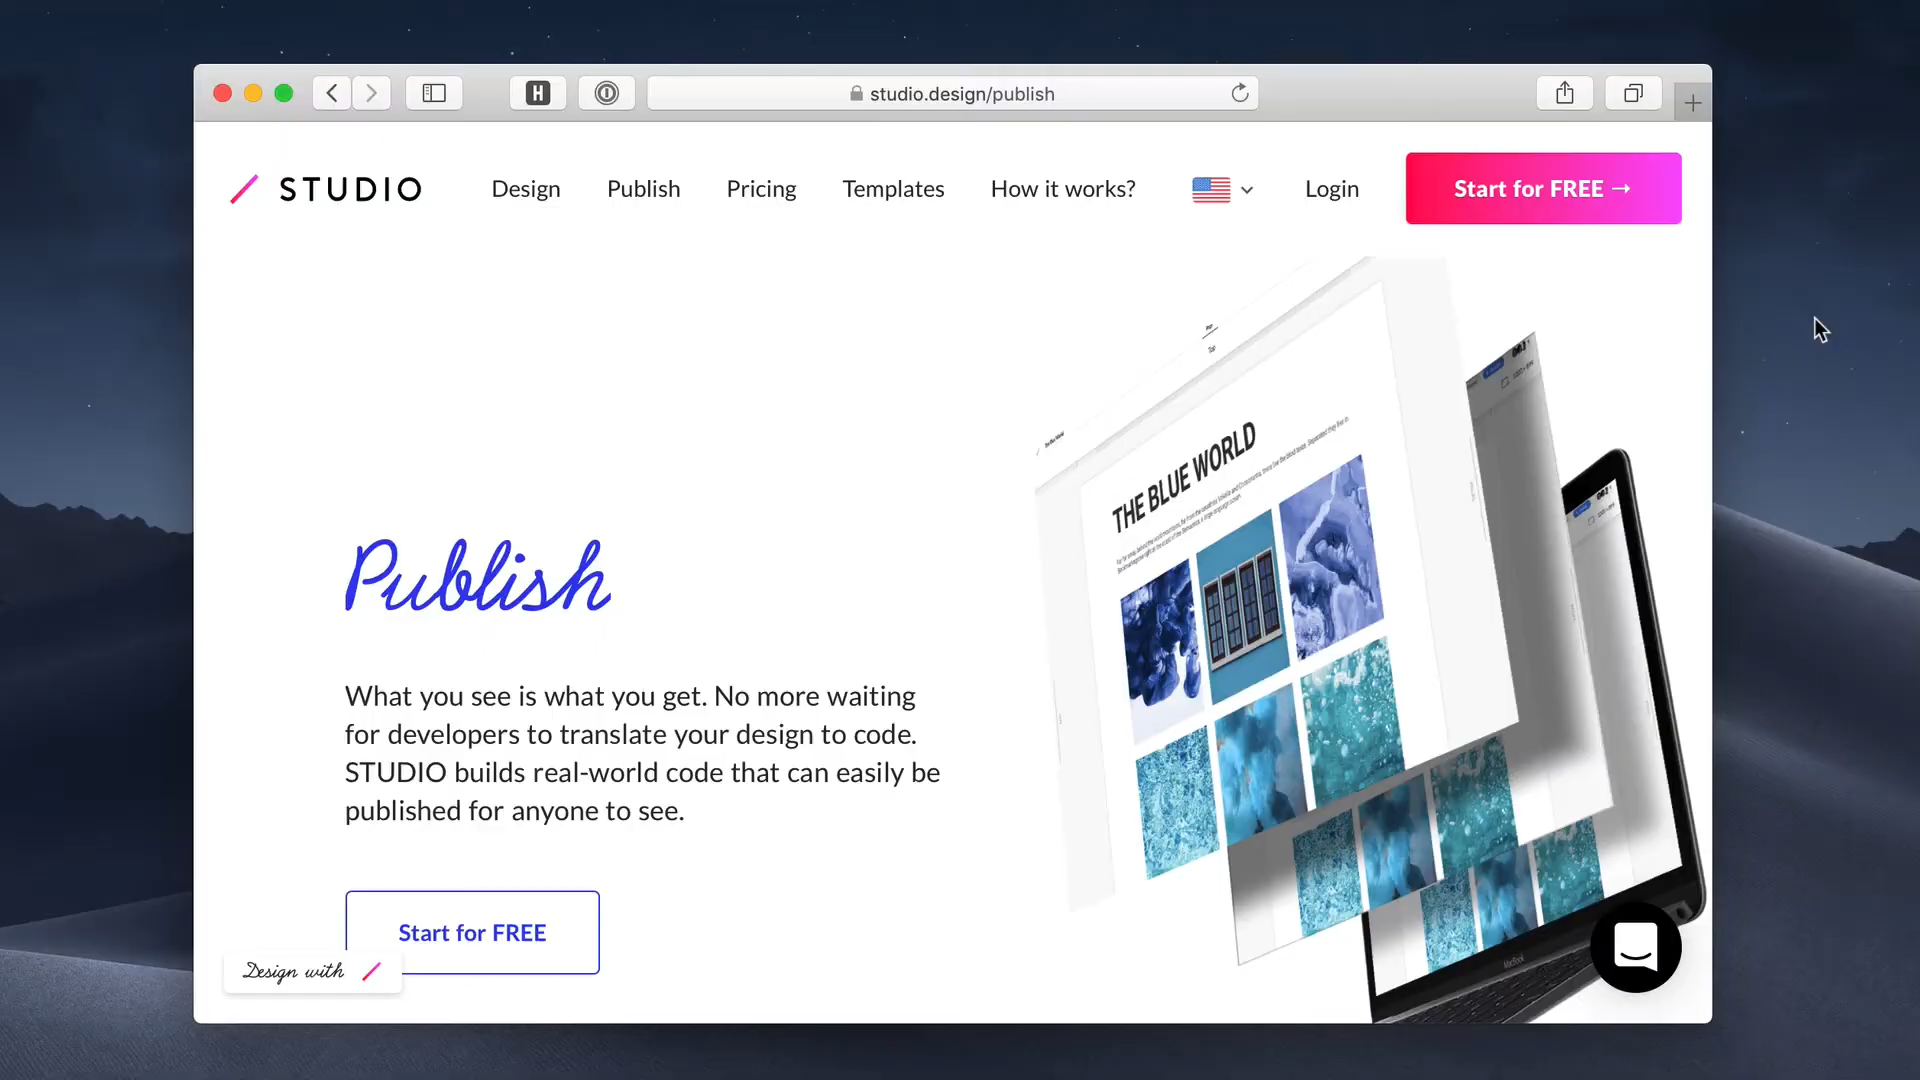 studio.design/publish
STUDIO
Design
Publish
Pricing
Templates
How it works?
Login
Start for FREE →
THE BLUE WORLD
Publish
What you see is what you get. No more waiting
for developers to translate your design to code.
STUDIO builds real-world code that can easily be
published for anyone to see.
Start for FREE
Design with
MacBook